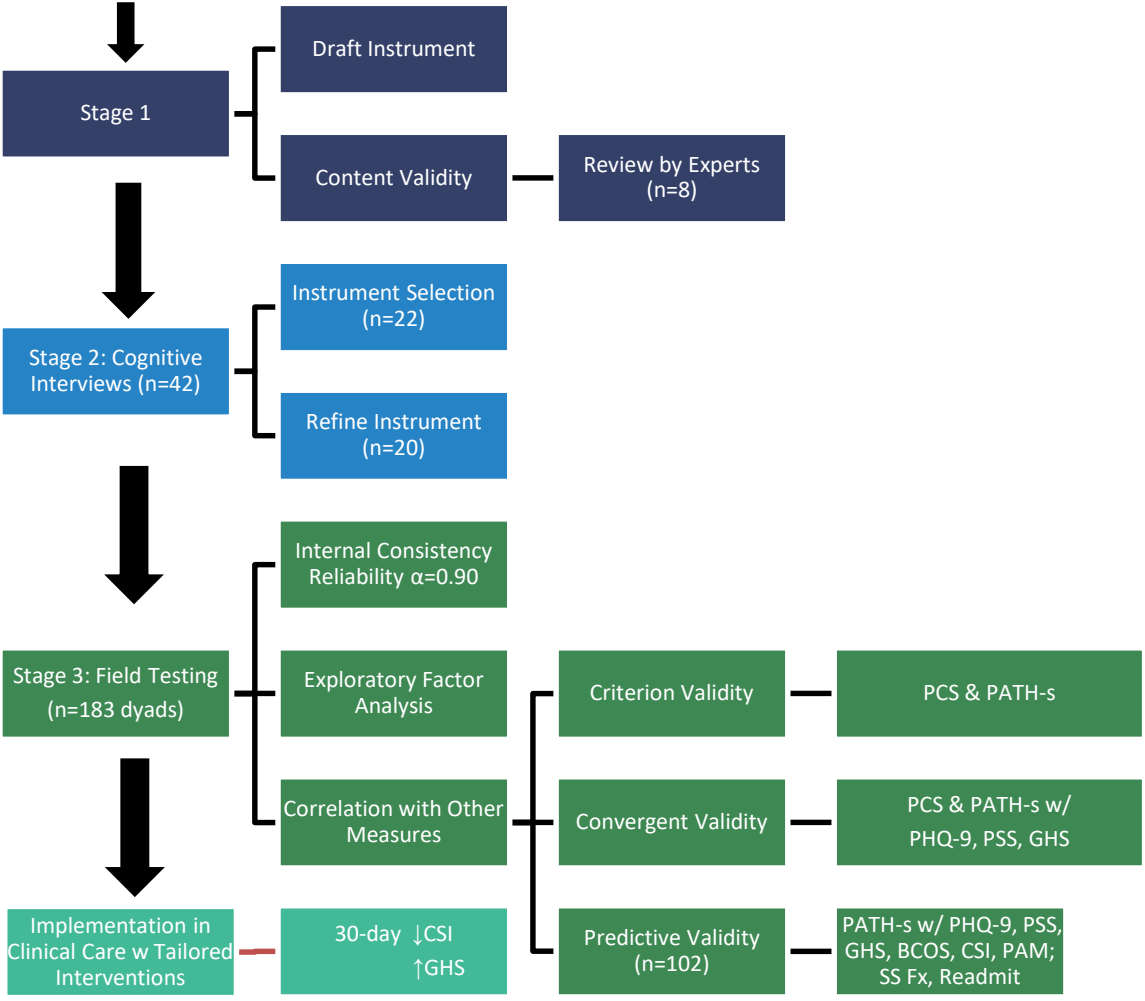 Stage 1
Draft Instrument
Content Validity
Review by Experts
(n=8)
Stage 2: Cognitive
Interviews (n=42)
Instrument Selection
(n=22)
Refine Instrument
(n=20)
Stage 3: Field Testing
(n=183 dyads)
Internal Consistency
Reliability α=0.90
Exploratory Factor
Analysis
Correlation with Other
Measures
Criterion Validity
PCS & PATH-s
Convergent Validity
PCS & PATH-s w/
PHQ-9, PSS, GHS
Predictive Validity
(n=102)
PATH-s w/ PHQ-9, PSS,
GHS, BCOS, CSI, PAM;
SS Fx, Readmit
Implementation in
Clinical Care w Tailored
Interventions
30-day ↓CSI
↑GHS